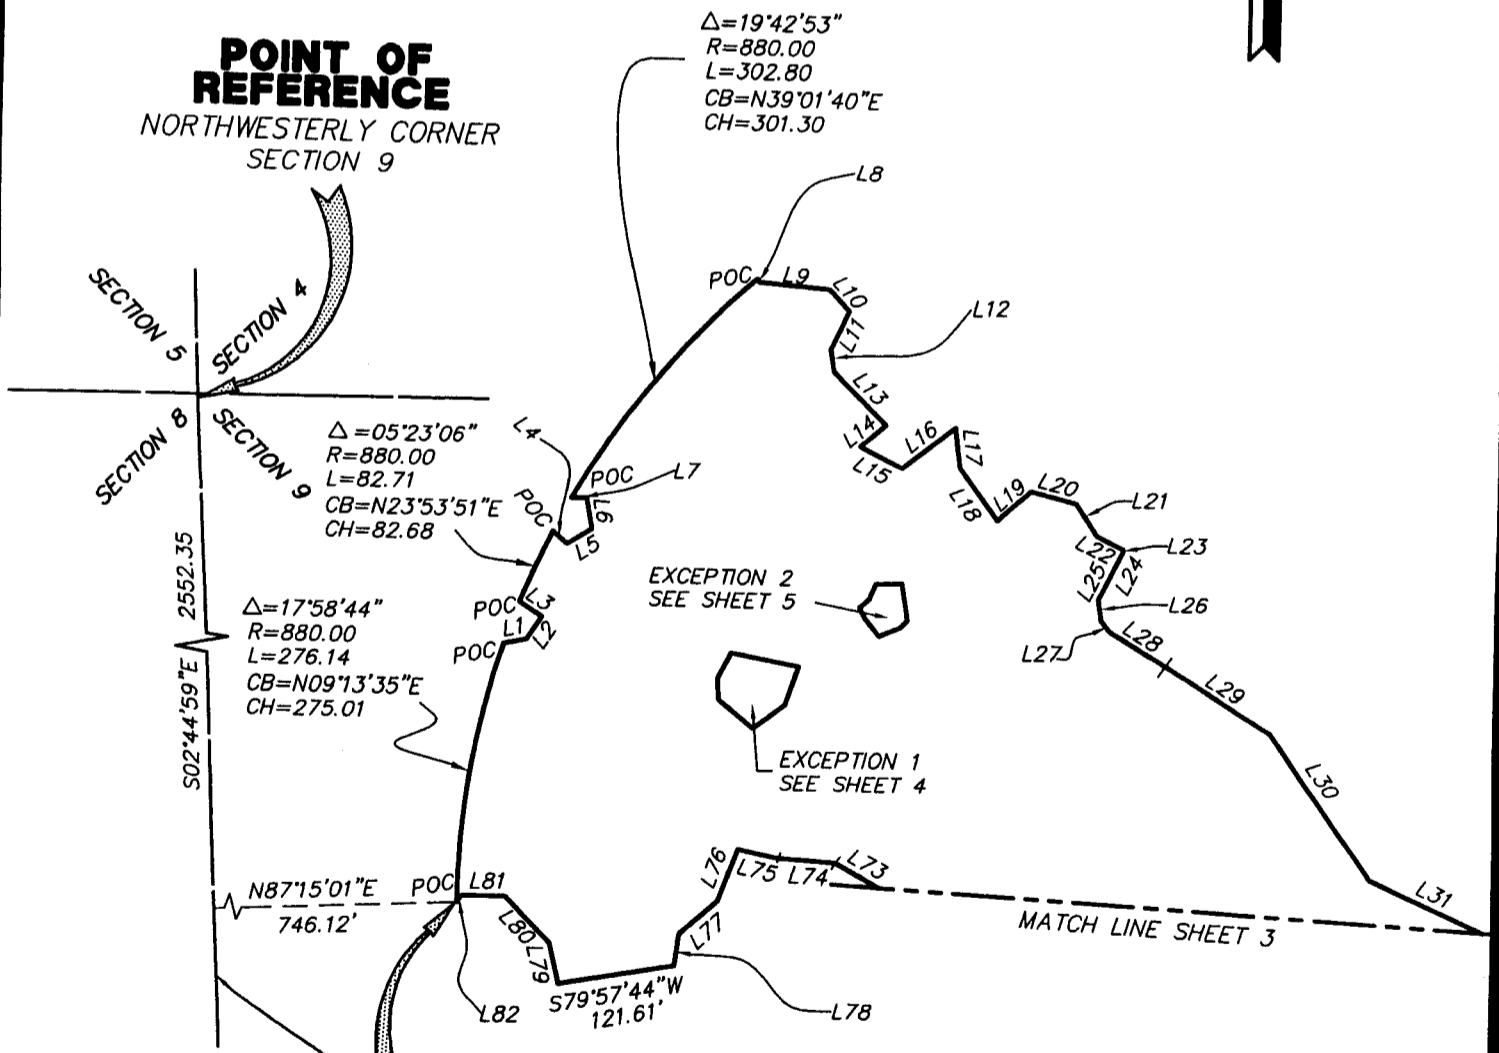 POINT OF
REFERENCE
NORTHWESTERLY CORNER
SECTION 9
Δ=19°42'53"
R=880.00
L=302.80
CB=N39°01'40"E
CH=301.30
L8
POC
L9
L10
L11
L12
L13
L14
L15
L16
L17
L18
L19
L20
L21
L22
L23
L24
L25
L26
L27
L28
L29
L30
L31
SECTION 5
SECTION 4
SECTION 8
SECTION 9
Δ=05°23'06"
R=880.00
L=82.71
CB=N23°53'51"E
CH=82.68
L4
POC
L7
L6
POC
L5
POC
L3
L1
L2
POC
2552.35
S02°44'59"E
Δ=17°58'44"
R=880.00
L=276.14
CB=N09°13'35"E
CH=275.01
EXCEPTION 2
SEE SHEET 5
EXCEPTION 1
SEE SHEET 4
N87°15'01"E
746.12'
POC
L81
L80
L79
S79°57'44"W
121.61'
L82
L78
L77
L76
L75
L74
L73
MATCH LINE SHEET 3